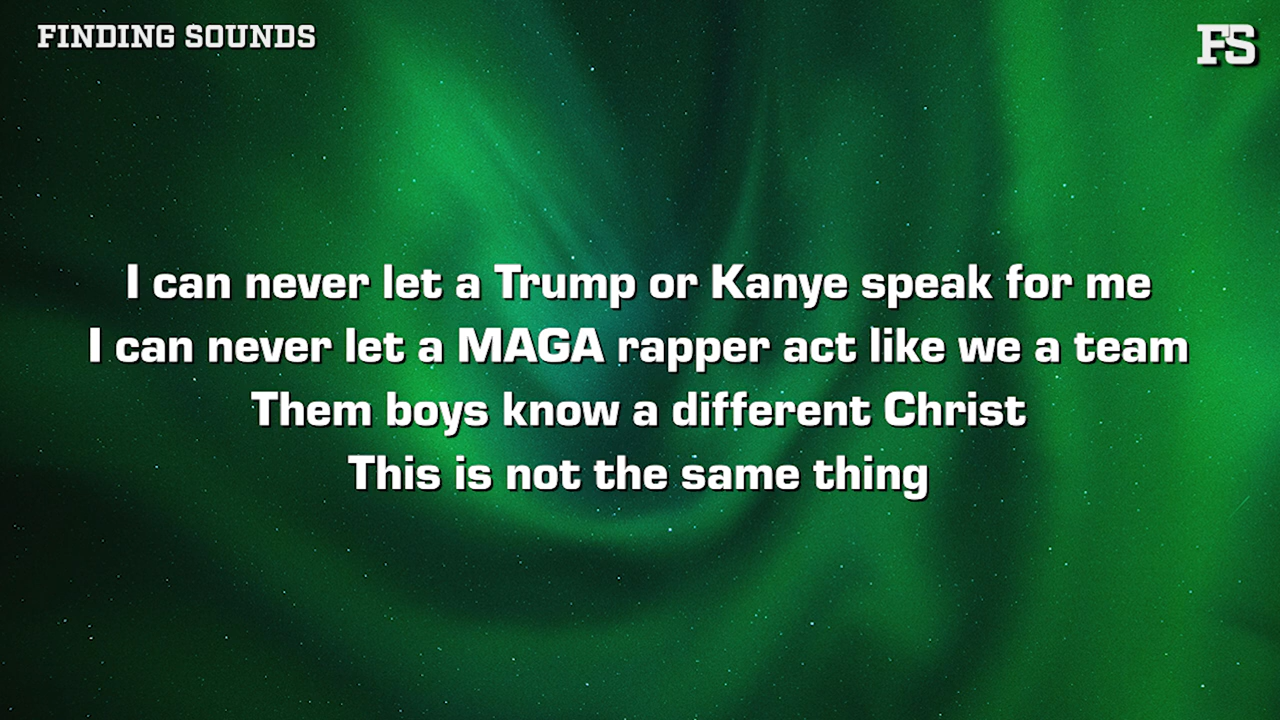 FINDING SOUNDS
FS
I can never let a Trump or Kanye speak for me
I can never let a MAGA rapper act like we a team
Them boys know a different Christ
This is not the same thing